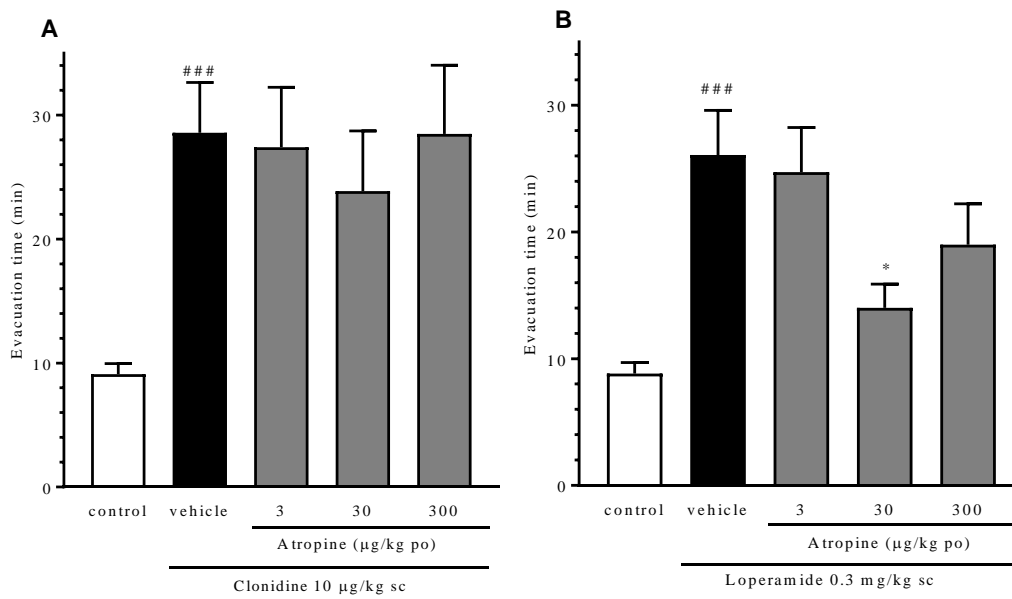 A
###
Evacuation time (min)
30
20
10
0
control vehicle 3 30 300
Atropine (µg/kg po)
Clonidine 10 µg/kg sc
B
###
*
Evacuation time (min)
30
20
10
0
control vehicle 3 30 300
Atropine (µg/kg po)
Loperamide 0.3 mg/kg sc